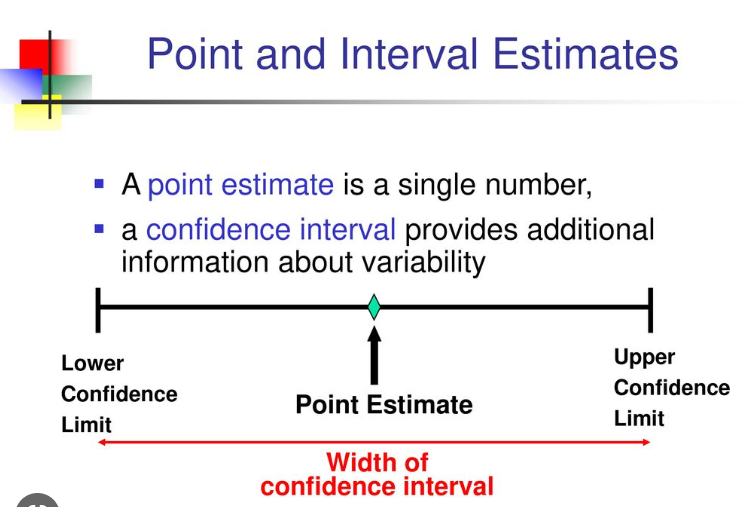 Point and Interval Estimates
A point estimate is a single number,
a confidence interval provides additional
information about variability
Lower
Confidence
Limit
Point Estimate
Upper
Confidence
Limit
Width of
confidence interval